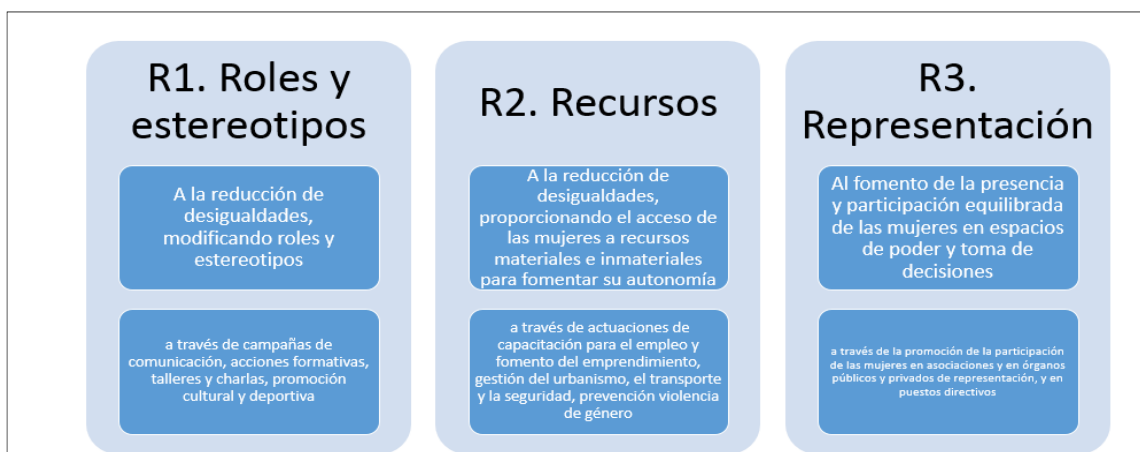 R1. Roles y
estereotipos
A la reducción de
desigualdades,
modificando roles y
estereotipos
a través de campañas de
comunicación, acciones formativas,
talleres y charlas, promoción
cultural y deportiva
R2. Recursos
A la reducción de
desigualdades,
proporcionando el acceso de
las mujeres a recursos
materiales e inmateriales
para fomentar su autonomía
a través de actuaciones de
capacitación para el empleo y
fomento del emprendimiento,
gestión del urbanismo, el transporte
y la seguridad, prevención violencia
de género
R3.
Representación
Al fomento de la presencia
y participación equilibrada
de las mujeres en espacios
de poder y toma de
decisiones
a través de la promoción de la participación
de las mujeres en asociaciones y en órganos
públicos y privados de representación, y en
puestos directivos